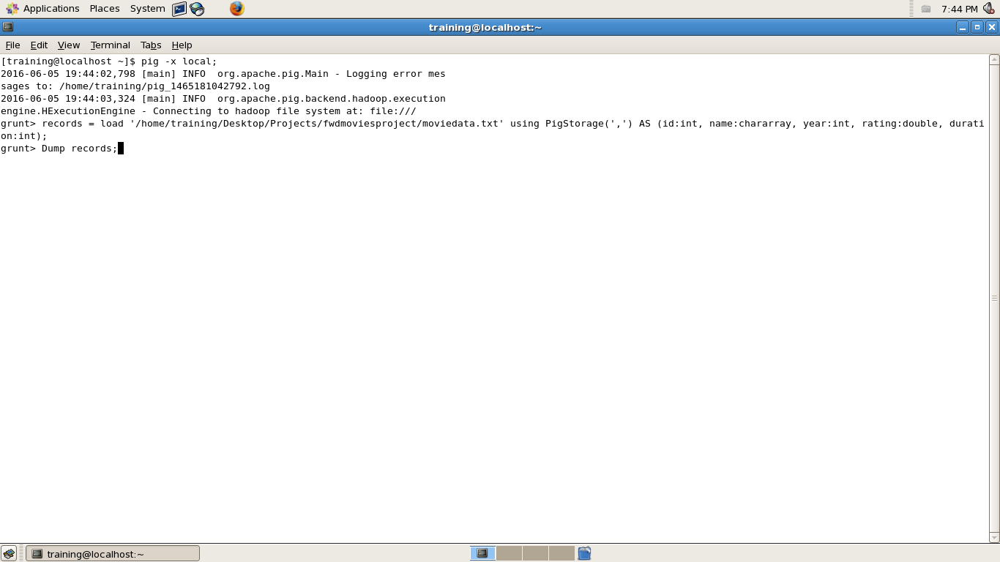 Applications Places System 7:44 PM
training@localhost:~
File Edit View Terminal Tabs Help
[training@localhost ~]$ pig -x local;
2016-06-05 19:44:02,798 [main] INFO  org.apache.pig.Main - Logging error mes
sages to: /home/training/pig_1465181042792.log
2016-06-05 19:44:03,324 [main] INFO  org.apache.pig.backend.hadoop.execution
engine.HExecutionEngine - Connecting to hadoop file system at: file:///
grunt> records = load '/home/training/Desktop/Projects/fwdmoviesproject/moviedata.txt' using PigStorage(',') AS (id:int, name:chararray, year:int, rating:double, durati
on:int);
grunt> Dump records;
training@localhost:~